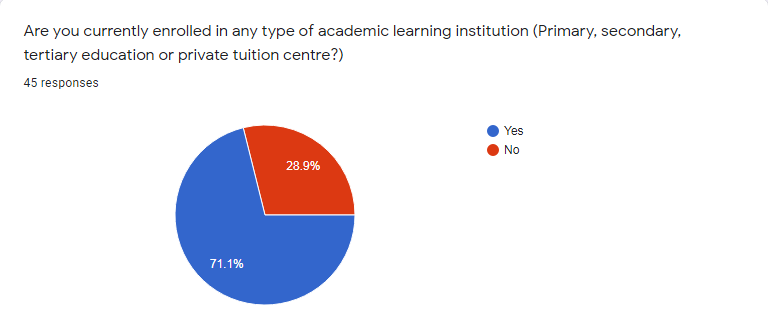 Are you currently enrolled in any type of academic learning institution (Primary, secondary,
tertiary education or private tuition centre?)
45 responses
Yes
No
28.9%
71.1%